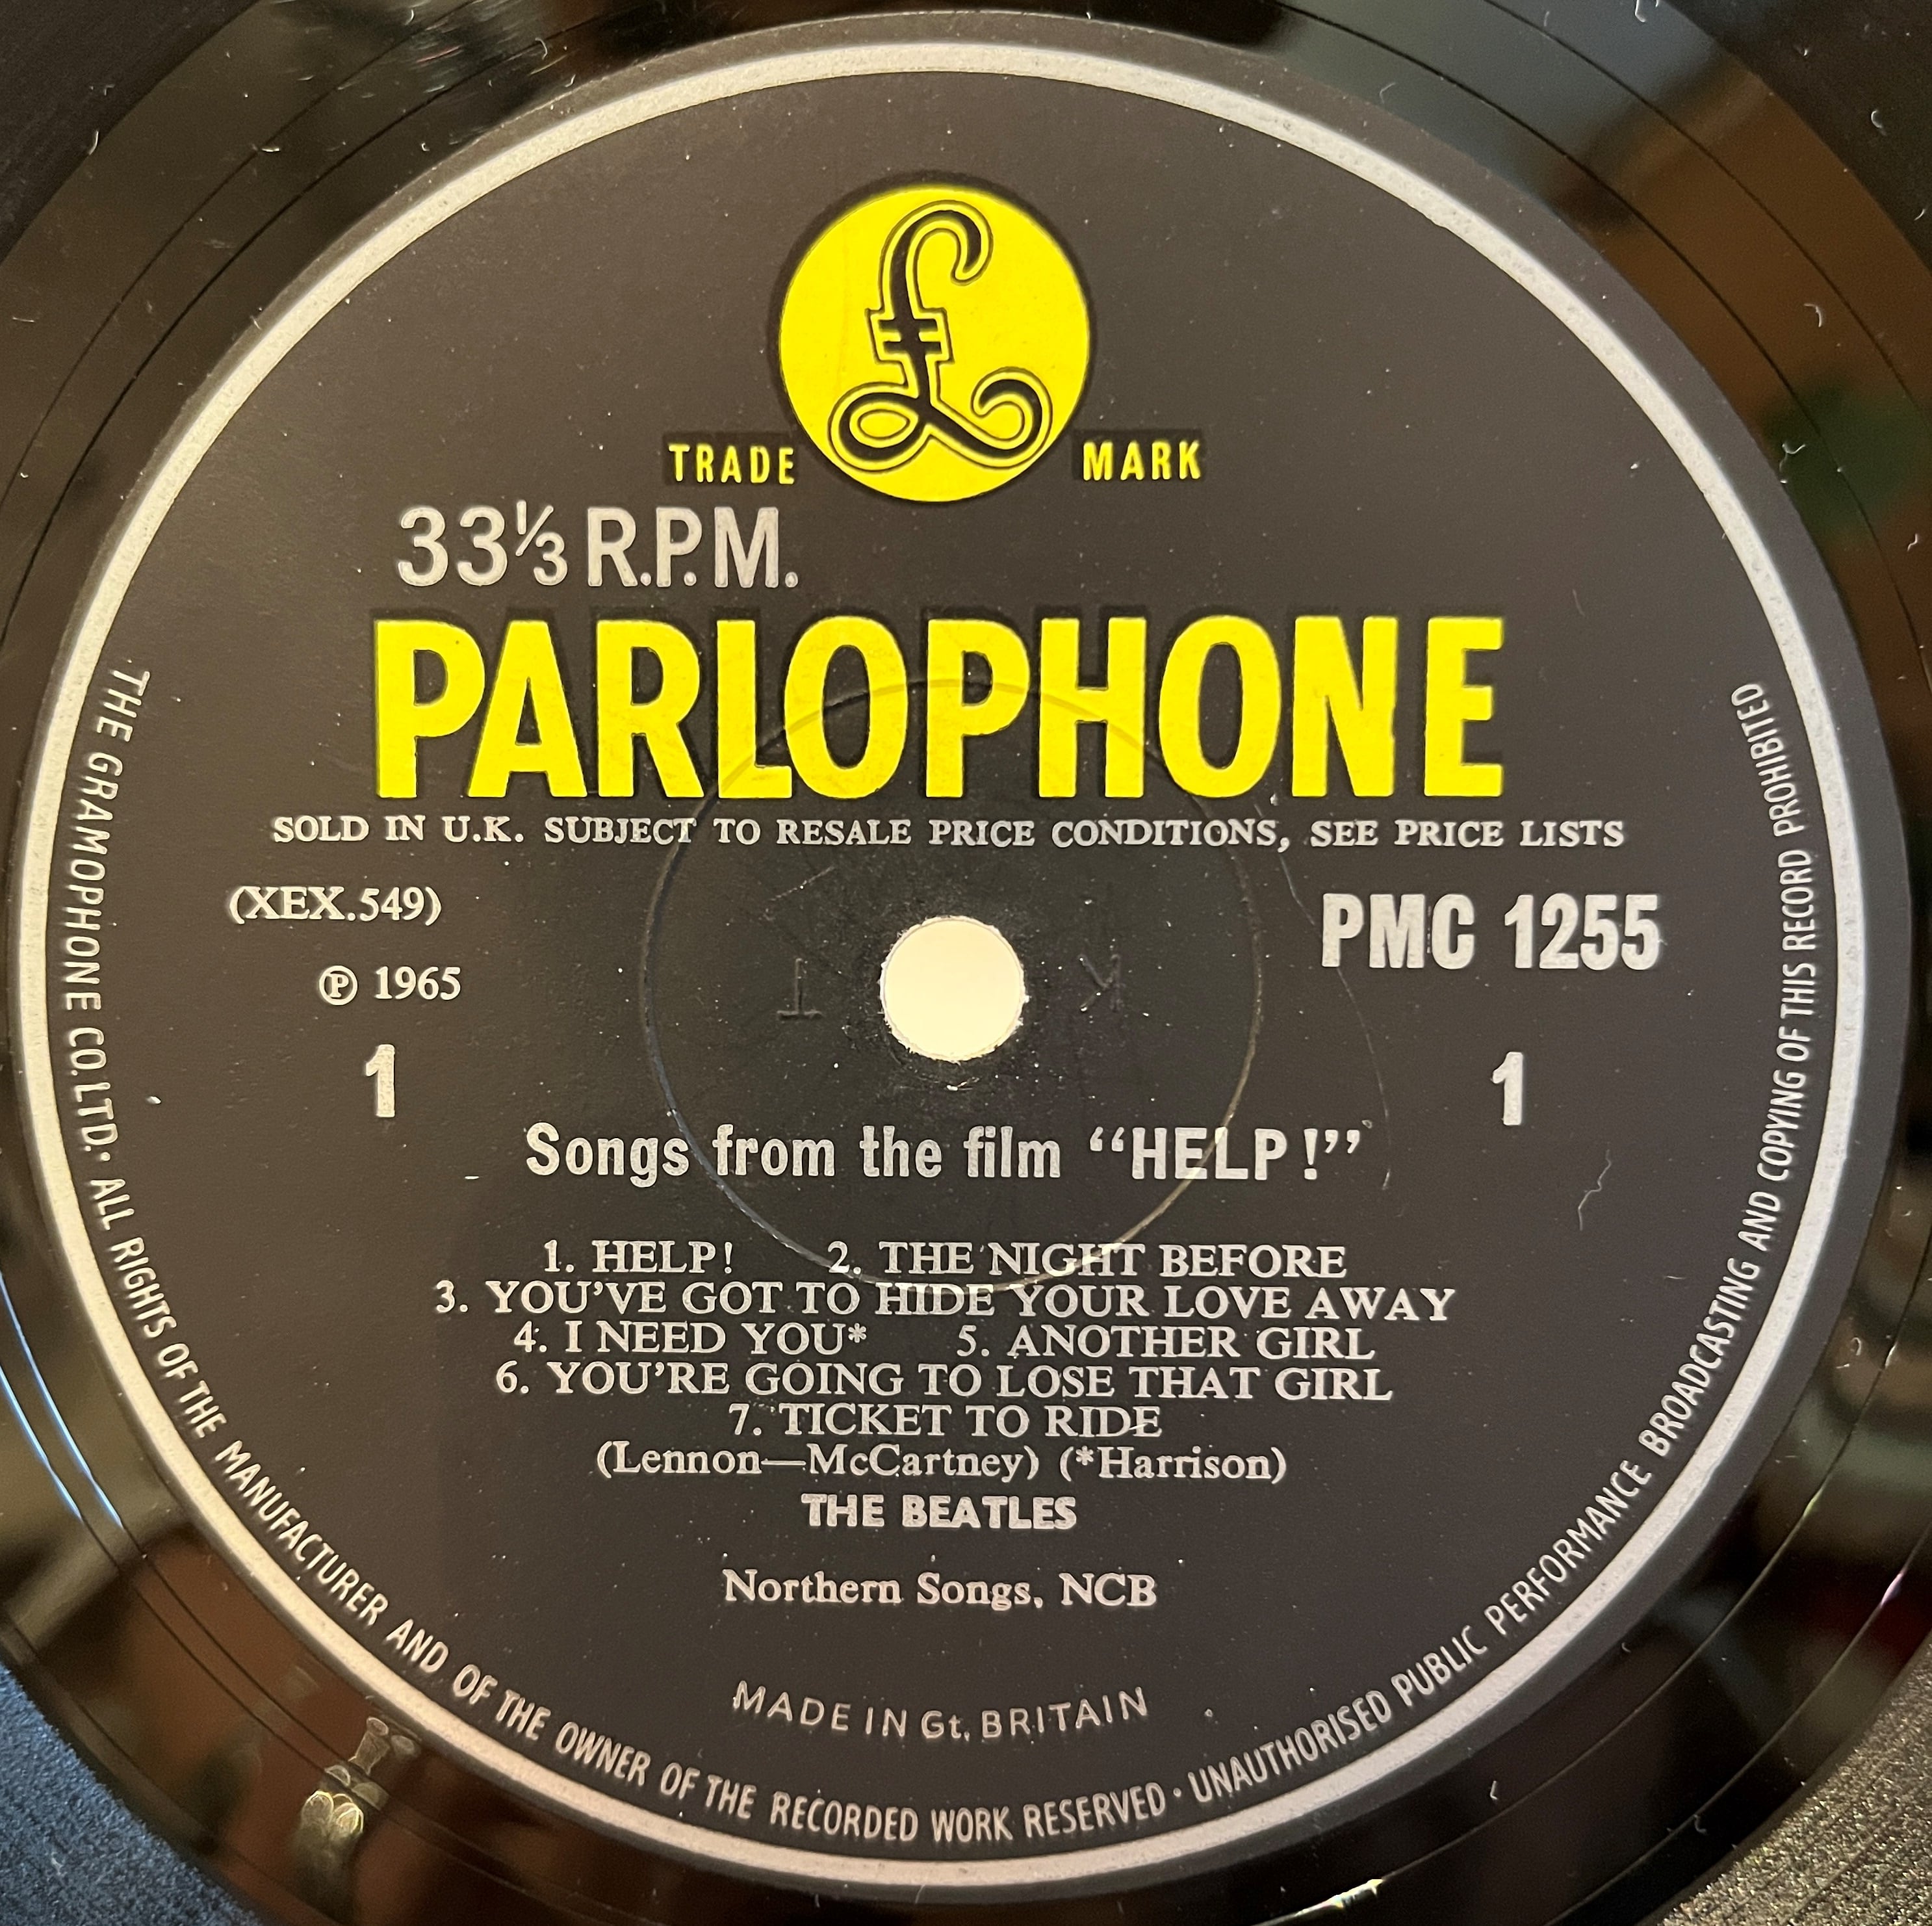 £
TRADE MARK
33⅓ R.P.M.
PARLOPHONE
SOLD IN U.K. SUBJECT TO RESALE PRICE CONDITIONS, SEE PRICE LISTS
(XEX.549)
PMC 1255
Ⓟ 1965
1
1
Songs from the film “HELP!”
1. HELP! 2. THE NIGHT BEFORE
3. YOU'VE GOT TO HIDE YOUR LOVE AWAY
4. I NEED YOU* 5. ANOTHER GIRL
6. YOU'RE GOING TO LOSE THAT GIRL
7. TICKET TO RIDE
(Lennon—McCartney) (*Harrison)
THE BEATLES
Northern Songs, NCB
MADE IN Gt. BRITAIN
THE GRAMOPHONE CO. LTD. · ALL RIGHTS OF THE MANUFACTURER AND OF THE OWNER OF THE RECORDED WORK RESERVED · UNAUTHORISED PUBLIC PERFORMANCE BROADCASTING AND COPYING OF THIS RECORD PROHIBITED